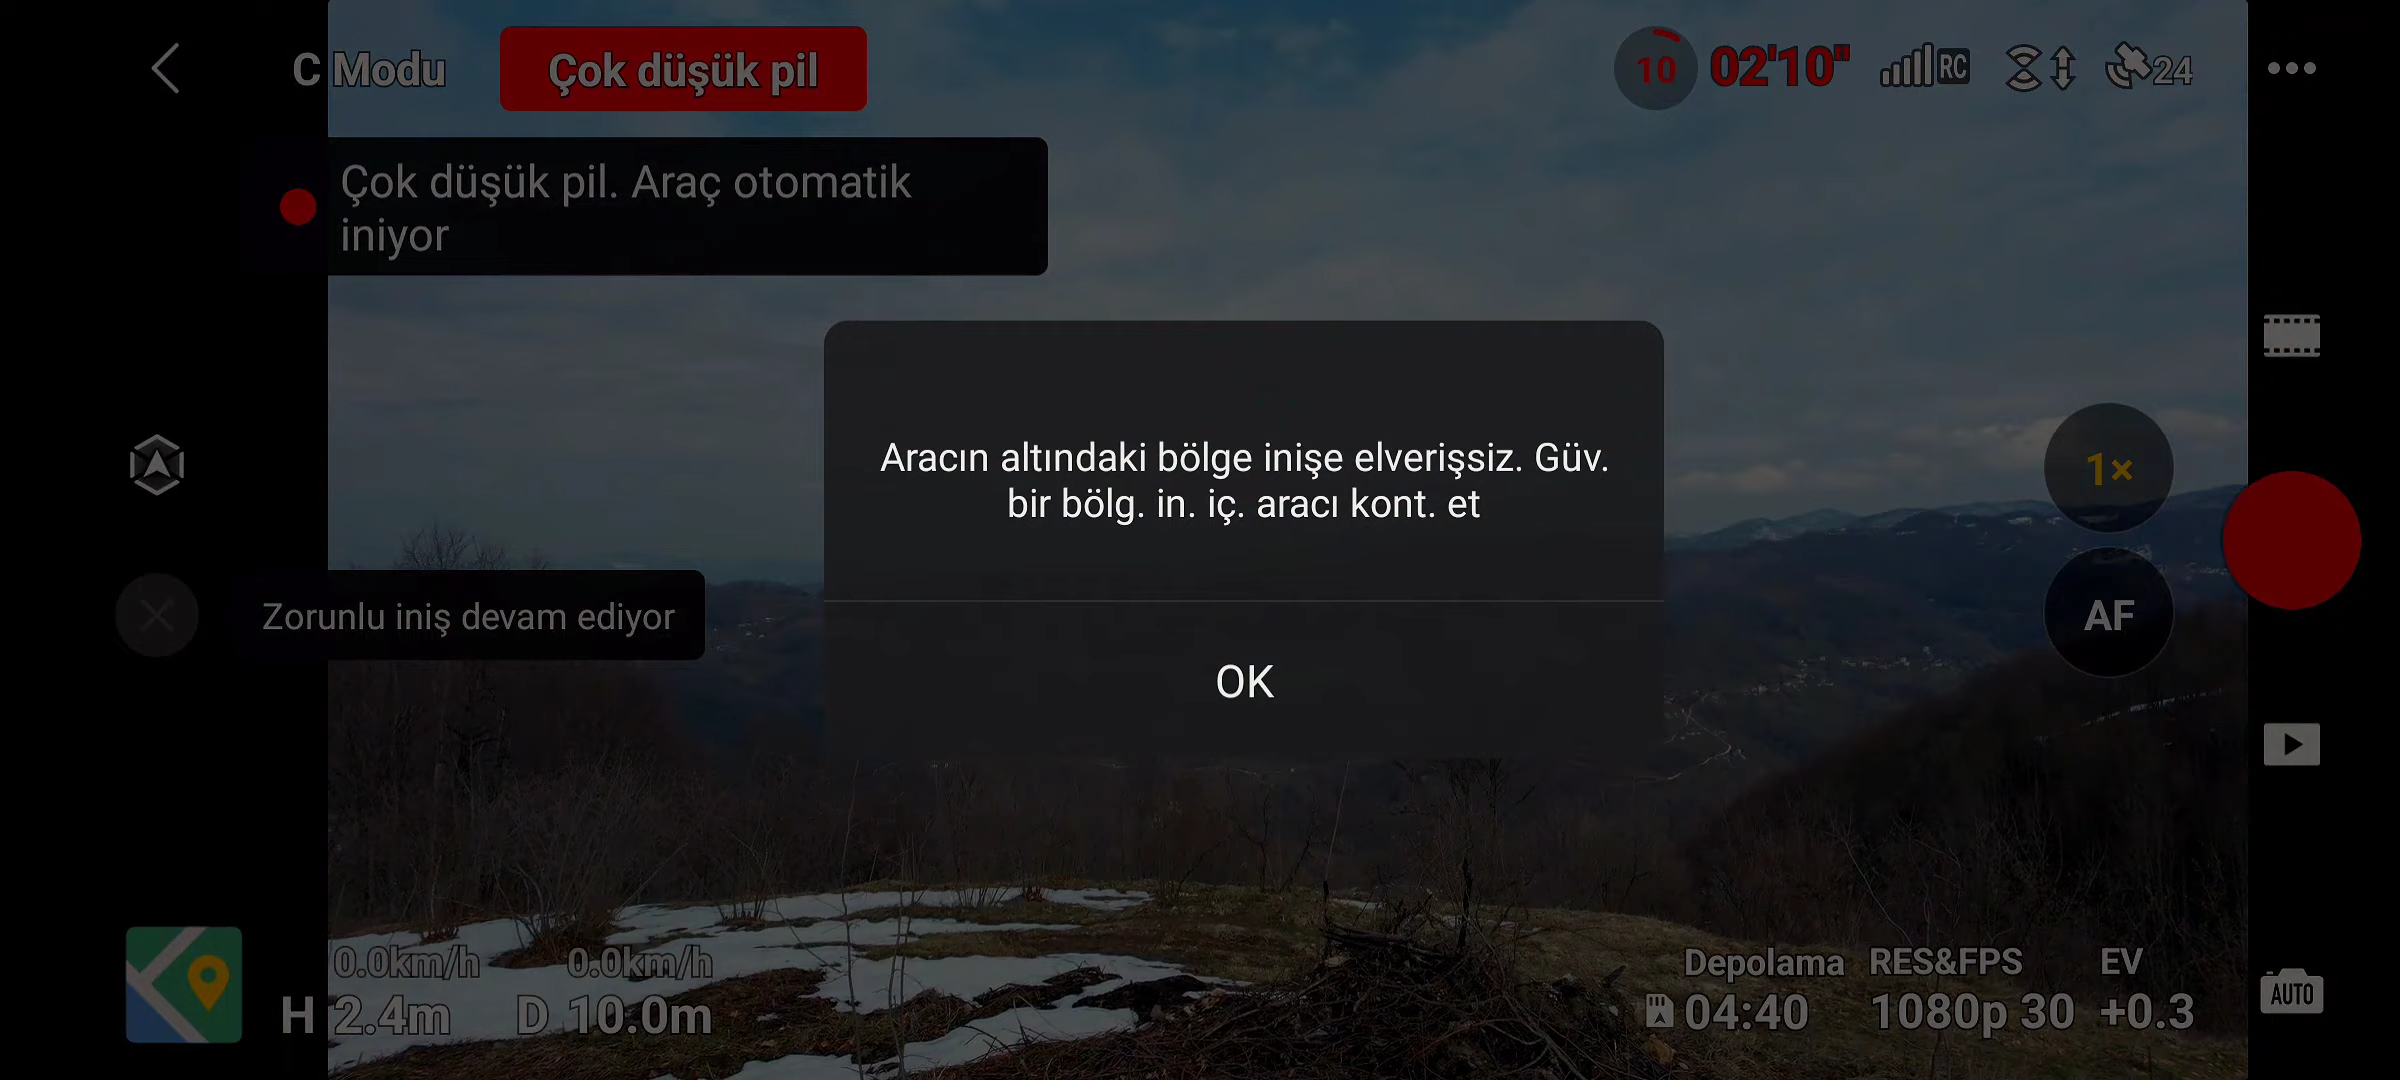 C Modu
Çok düşük pil
10
02'10"
RC
24
Çok düşük pil. Araç otomatik
iniyor
Aracın altındaki bölge inişe elverişsiz. Güv.
bir bölg. in. iç. aracı kont. et
OK
1×
AF
Zorunlu iniş devam ediyor
0.0km/h
0.0km/h
H 2.4m
D 10.0m
Depolama
04:40
RES&FPS
1080p 30
EV
+0.3
AUTO